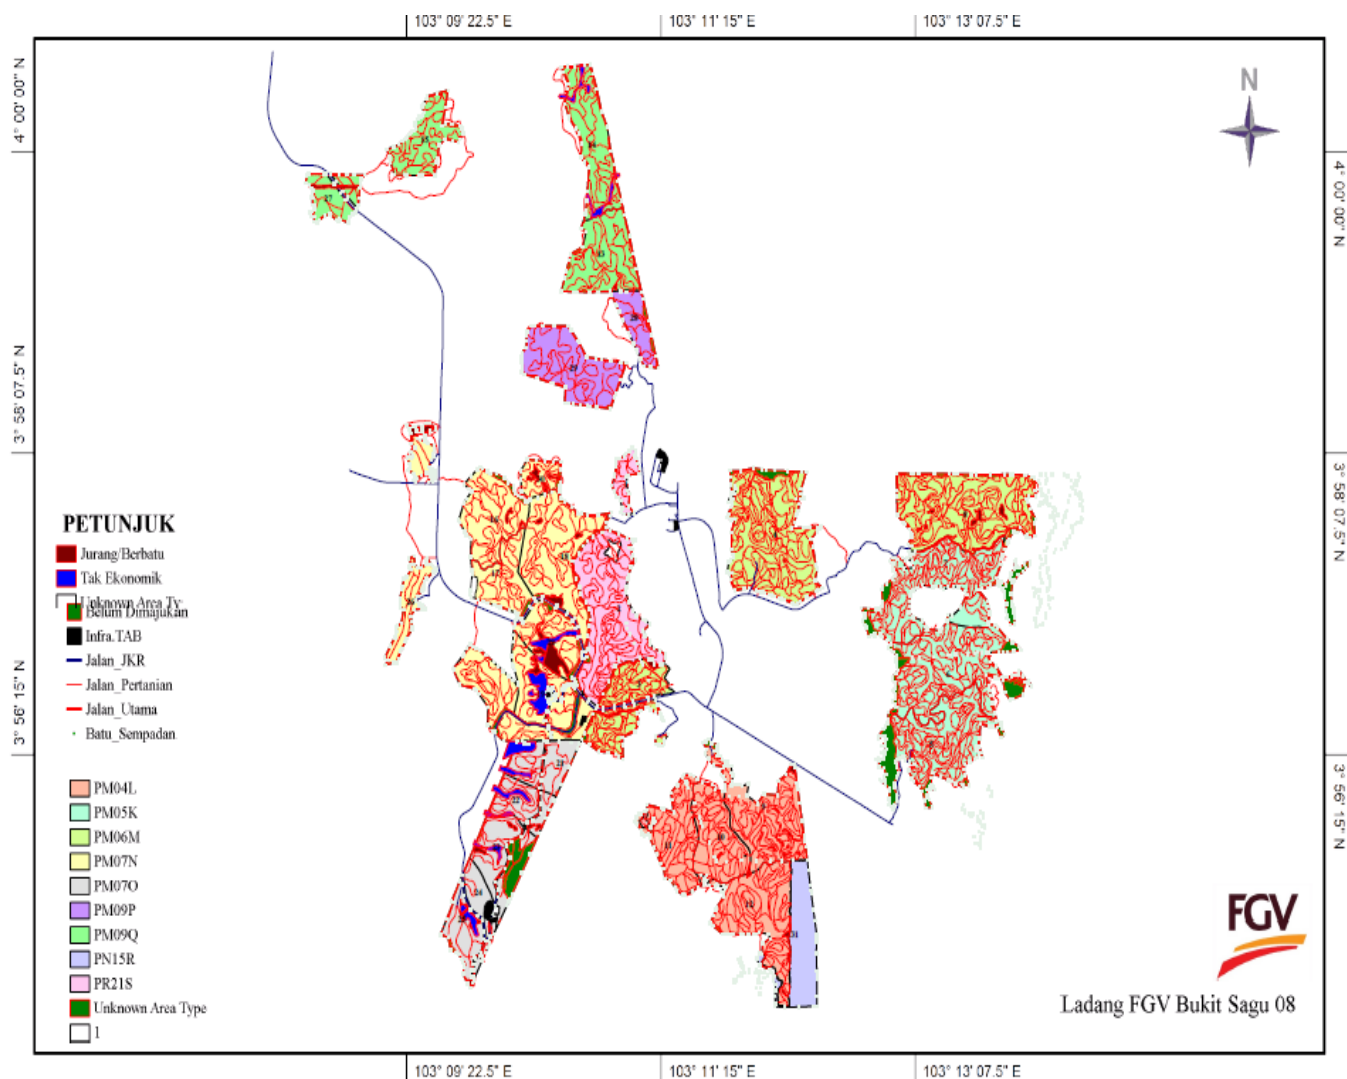 103° 09' 22.5" E
103° 11' 15" E
103° 13' 07.5" E
4° 00' 00" N
4° 00' 00" N
N
3° 58' 07.5" N
3° 58' 07.5" N
3° 56' 15" N
3° 56' 15" N
PETUNJUK
Jurang/Berbatu
Tak Ekonomik
Unknown Area Ty
Belum Dimajukan
Infra.TAB
Jalan_JKR
Jalan_Pertanian
Jalan_Utama
Batu_Sempadan
PM04L
PM05K
PM06M
PM07N
PM07O
PM09P
PM09Q
PN15R
PR21S
Unknown Area Type
1
FGV
Ladang FGV Bukit Sagu 08
103° 09' 22.5" E
103° 11' 15" E
103° 13' 07.5" E